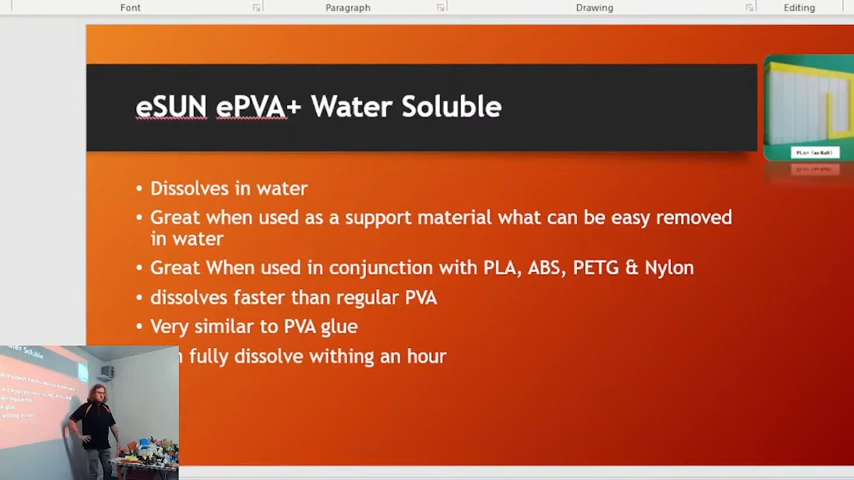 Font Paragraph Drawing Editing
eSUN ePVA+ Water Soluble
• Dissolves in water
• Great when used as a support material what can be easy removed
in water
• Great When used in conjunction with PLA, ABS, PETG & Nylon
• dissolves faster than regular PVA
• Very similar to PVA glue
fully dissolve withing an hour